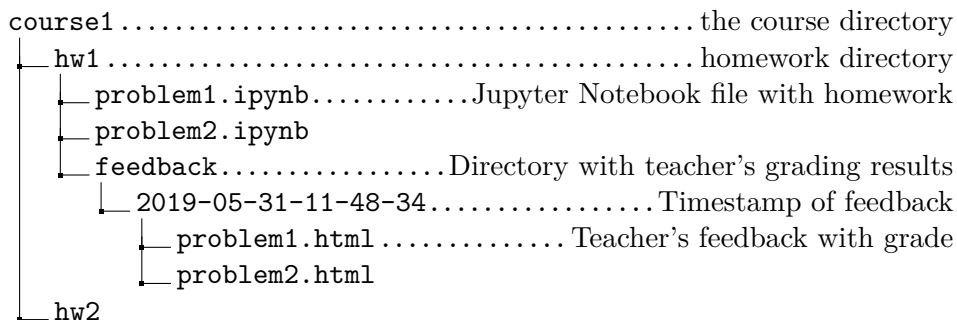 course1 ........................................... the course directory
hw1 ............................................ homework directory
problem1.ipynb ............ Jupyter Notebook file with homework
problem2.ipynb
feedback ................. Directory with teacher's grading results
2019-05-31-11-48-34 ................. Timestamp of feedback
problem1.html .............. Teacher's feedback with grade
problem2.html
hw2